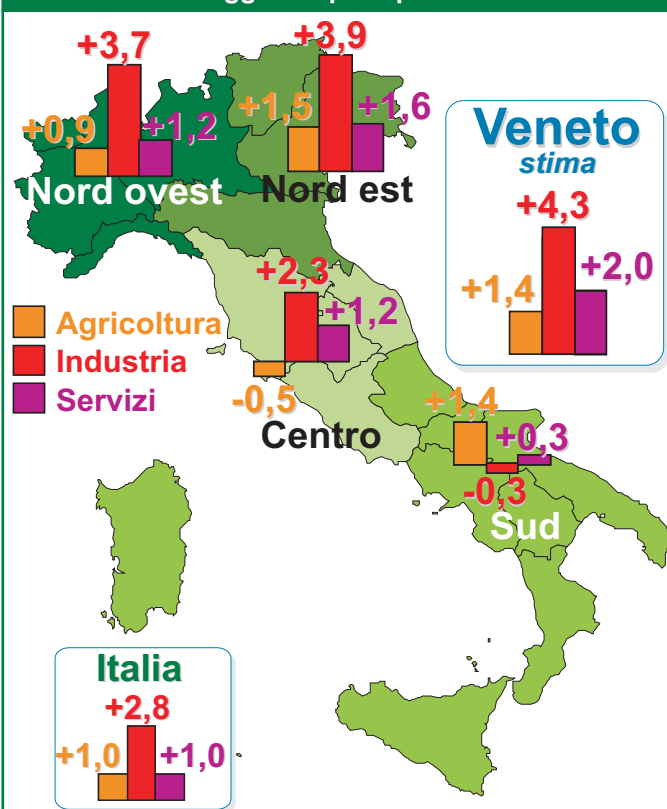 +3,7
+0,9
+1,2
Nord ovest
+3,9
+1,5
+1,6
Nord est
Veneto
stima
+4,3
+1,4
+2,0
+2,3
+1,2
-0,5
Centro
Agricoltura
Industria
Servizi
+1,4
+0,3
-0,3
Sud
Italia
+2,8
+1,0
+1,0